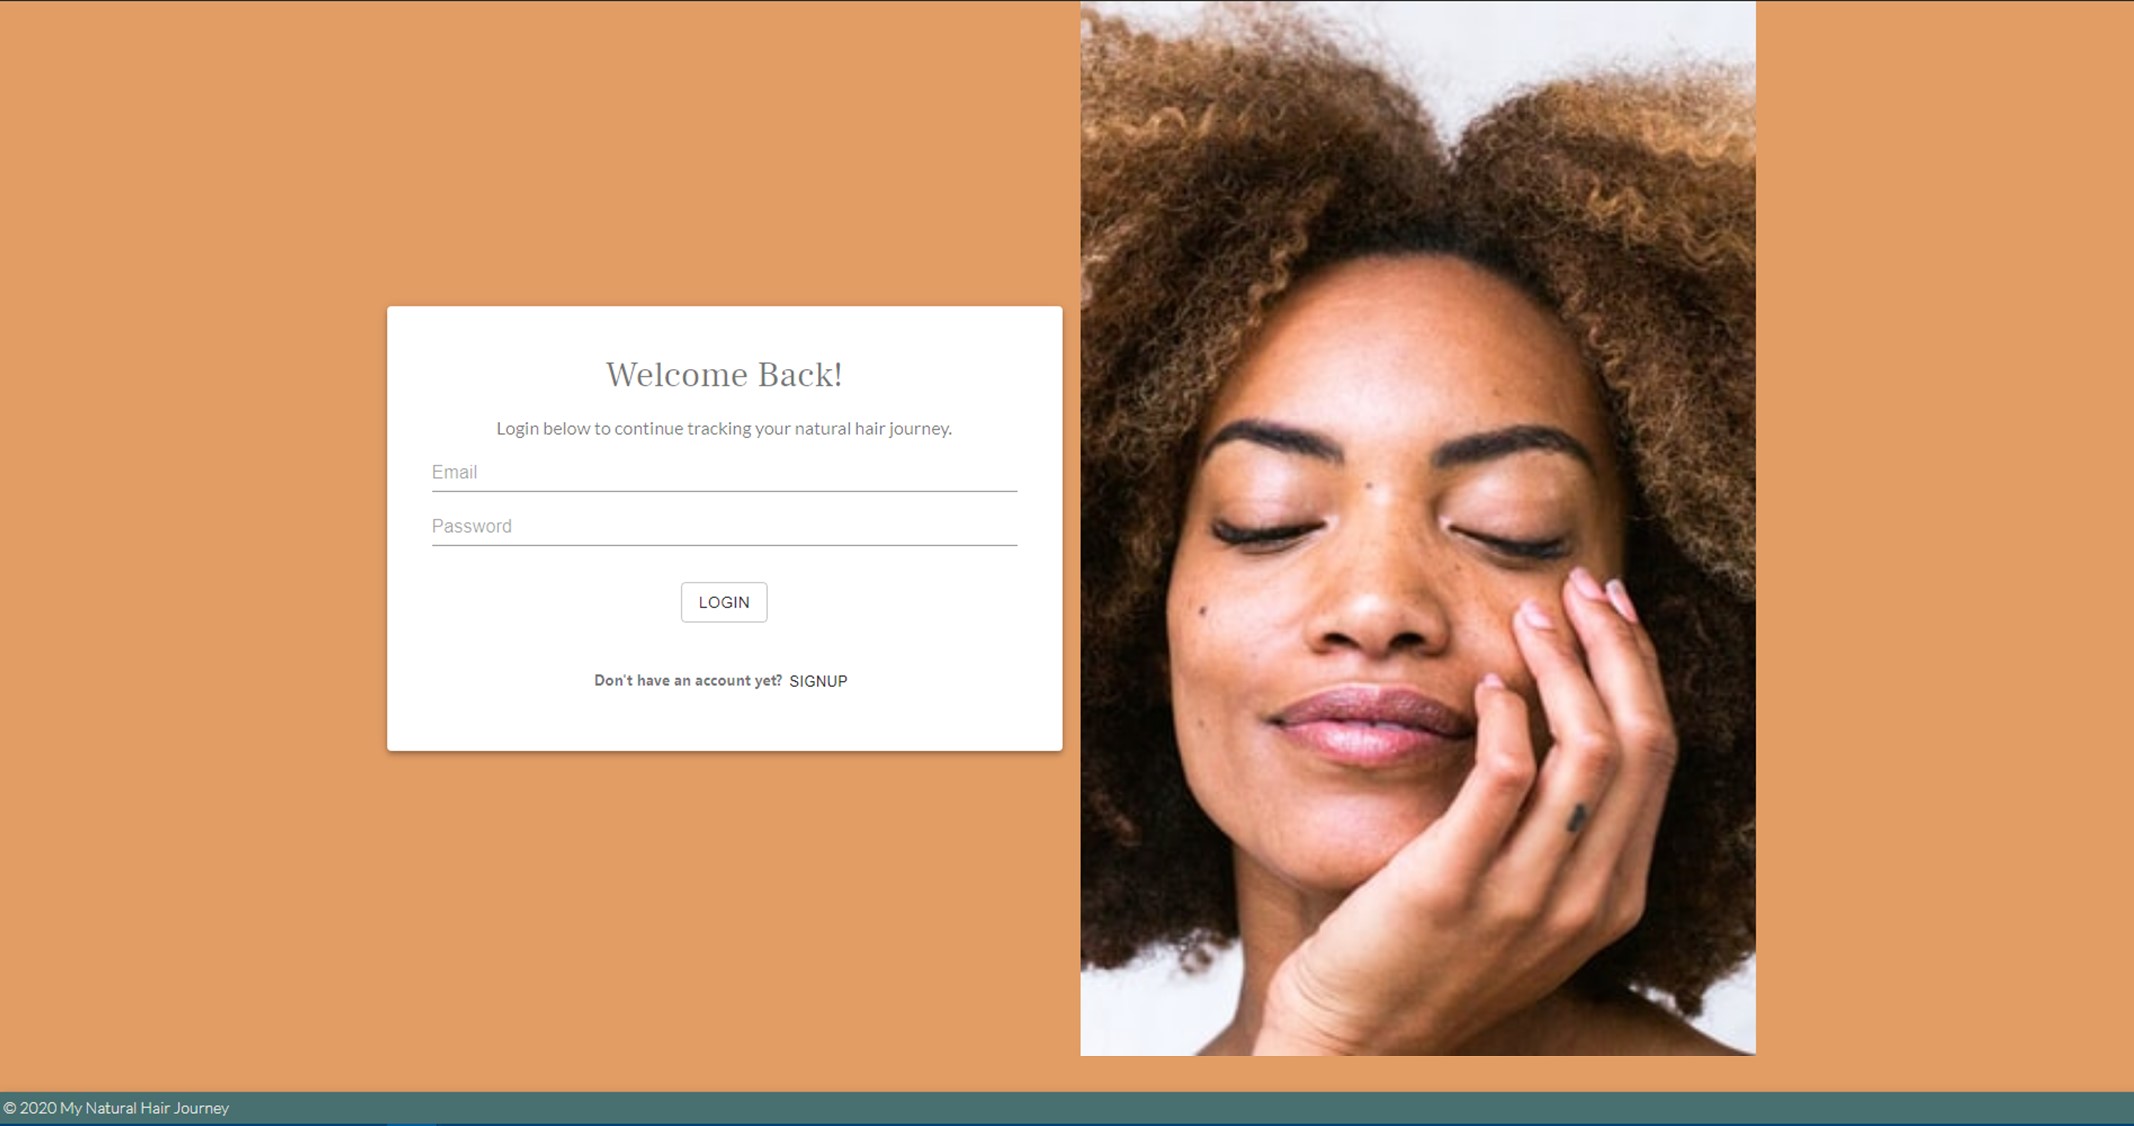 Welcome Back!
Login below to continue tracking your natural hair journey.
Email
Password
LOGIN
Don't have an account yet? SIGNUP
© 2020 My Natural Hair Journey